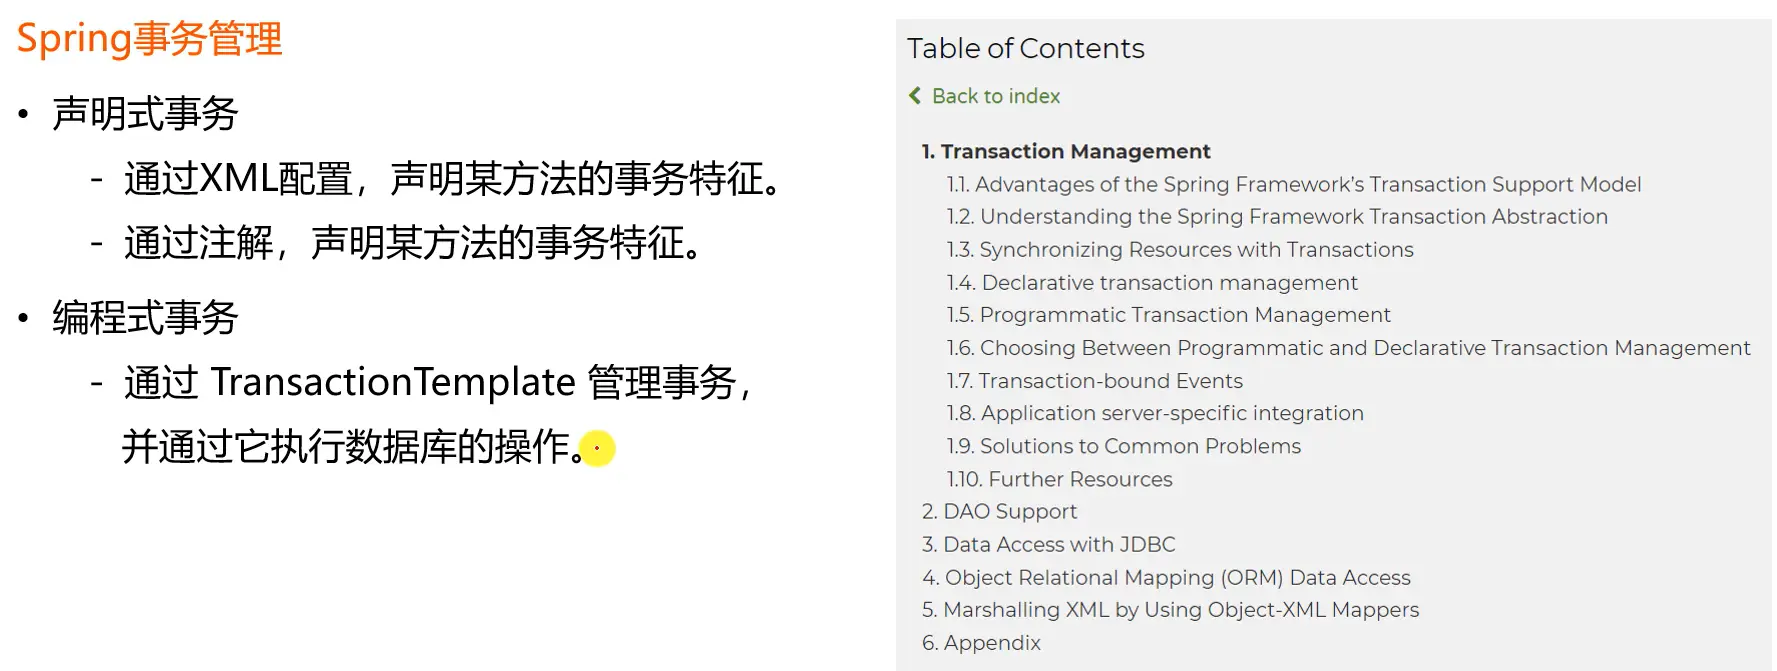 Spring事务管理
• 声明式事务
- 通过XML配置，声明某方法的事务特征。
- 通过注解，声明某方法的事务特征。
• 编程式事务
- 通过 TransactionTemplate 管理事务，
并通过它执行数据库的操作。
Table of Contents
Back to index
1. Transaction Management
1.1. Advantages of the Spring Framework’s Transaction Support Model
1.2. Understanding the Spring Framework Transaction Abstraction
1.3. Synchronizing Resources with Transactions
1.4. Declarative transaction management
1.5. Programmatic Transaction Management
1.6. Choosing Between Programmatic and Declarative Transaction Management
1.7. Transaction-bound Events
1.8. Application server-specific integration
1.9. Solutions to Common Problems
1.10. Further Resources
2. DAO Support
3. Data Access with JDBC
4. Object Relational Mapping (ORM) Data Access
5. Marshalling XML by Using Object-XML Mappers
6. Appendix